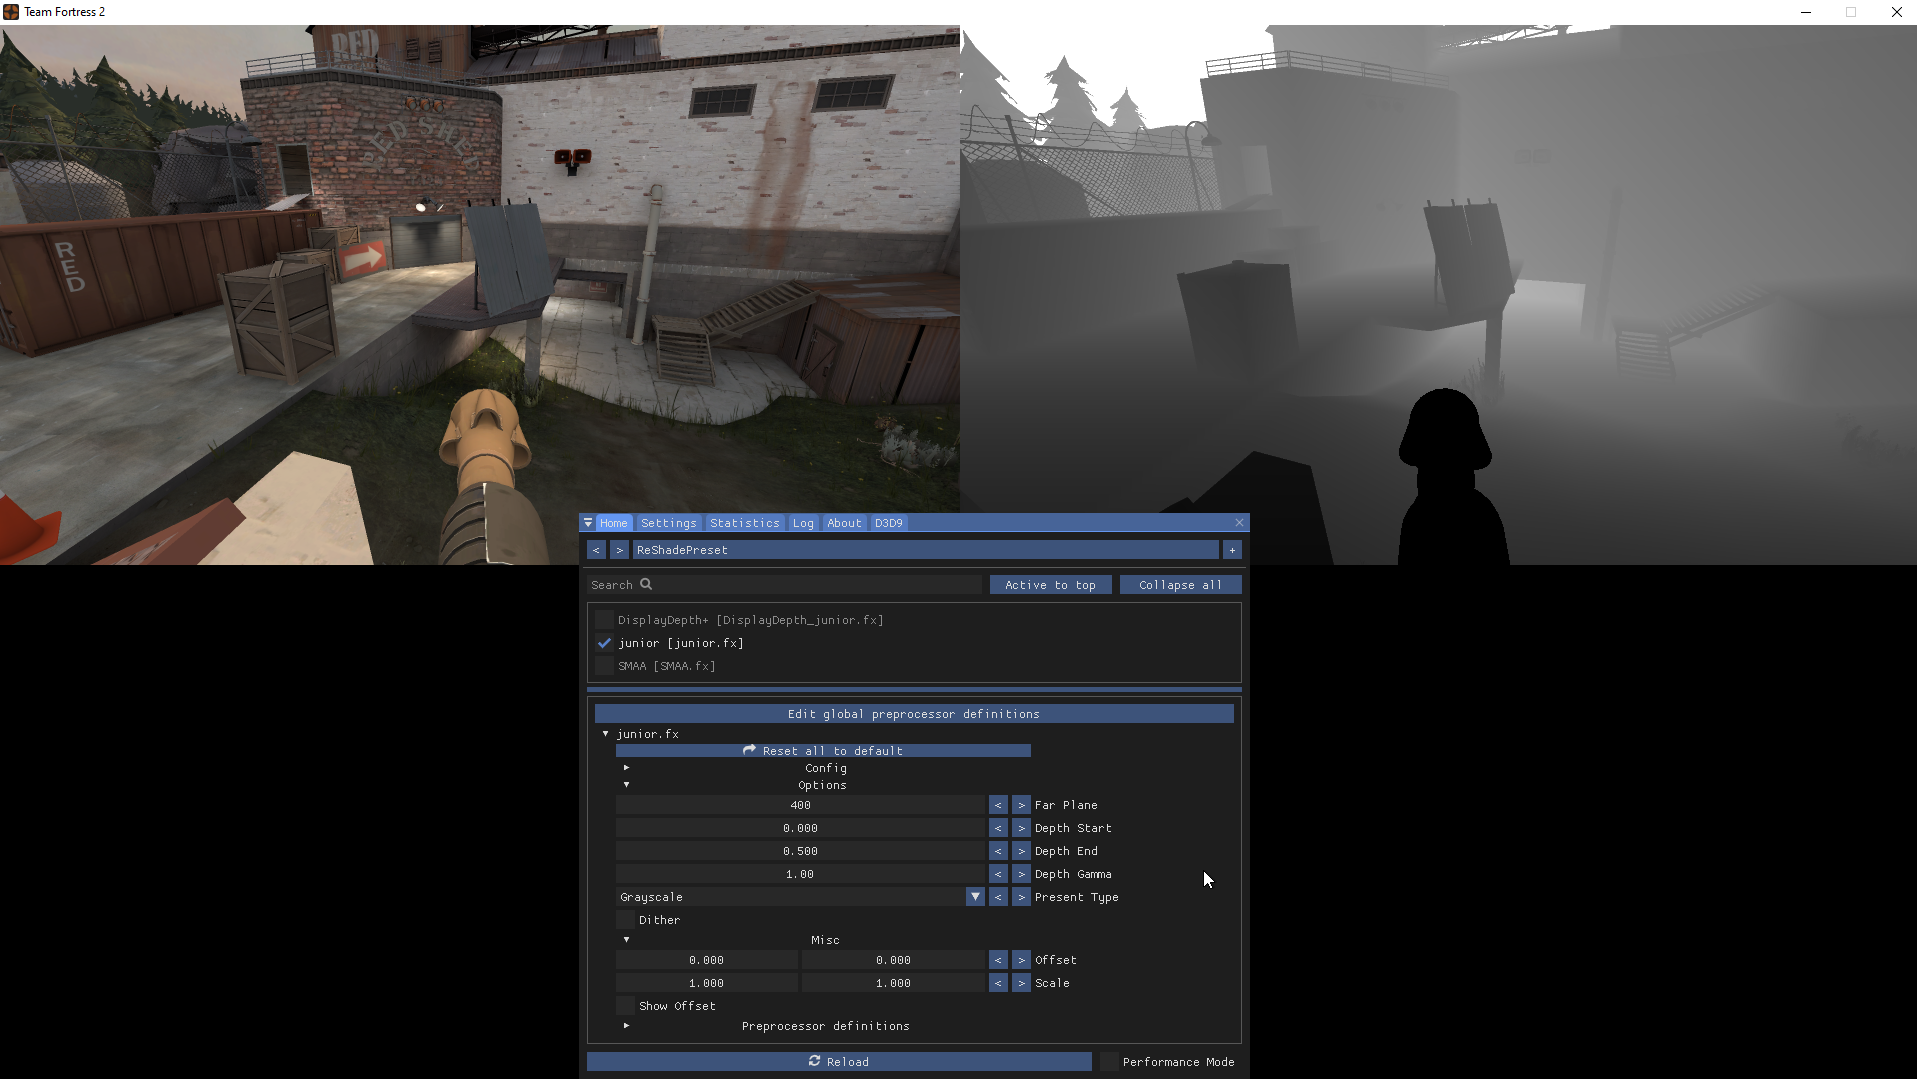 Team Fortress 2
RED
RED SHED
RED
Home Settings Statistics Log About D3D9
< > ReShadePreset +
Search Active to top Collapse all
DisplayDepth+ [DisplayDepth_junior.fx]
junior [junior.fx]
SMAA [SMAA.fx]
Edit global preprocessor definitions
junior.fx
Reset all to default
Config
Options
400 < > Far Plane
0.000 < > Depth Start
0.500 < > Depth End
1.00 < > Depth Gamma
Grayscale < > Present Type
Dither
Misc
0.000 0.000 < > Offset
1.000 1.000 < > Scale
Show Offset
Preprocessor definitions
Reload Performance Mode